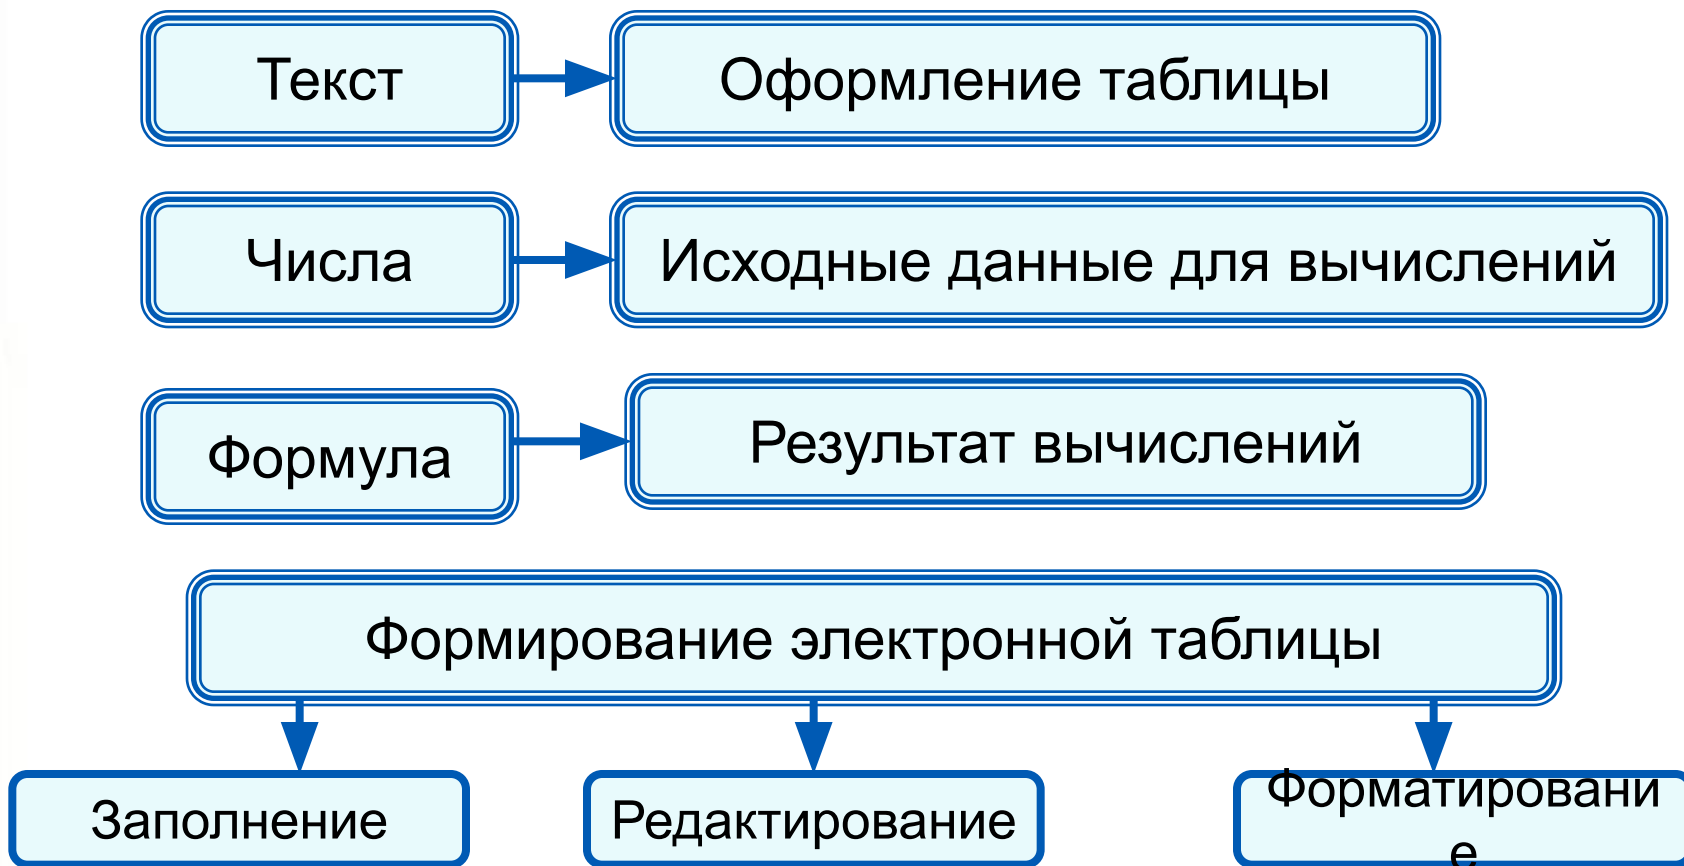 Текст
Оформление таблицы
Числа
Исходные данные для вычислений
Формула
Результат вычислений
Формирование электронной таблицы
Заполнение
Редактирование
Форматировани
е